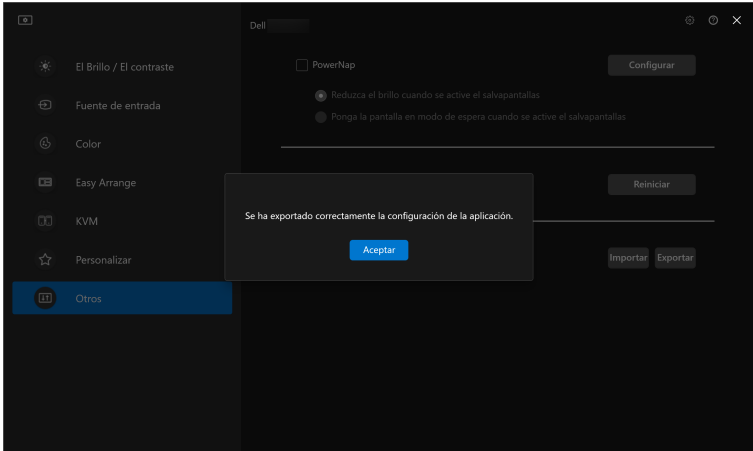 Dell
El Brillo / El contraste
Fuente de entrada
Color
Easy Arrange
KVM
Personalizar
Otros
PowerNap
Configurar
Reduzca el brillo cuando se active el salvapantallas
Ponga la pantalla en modo de espera cuando se active el salvapantallas
Reiniciar
Se ha exportado correctamente la configuración de la aplicación.
Aceptar
Importar Exportar